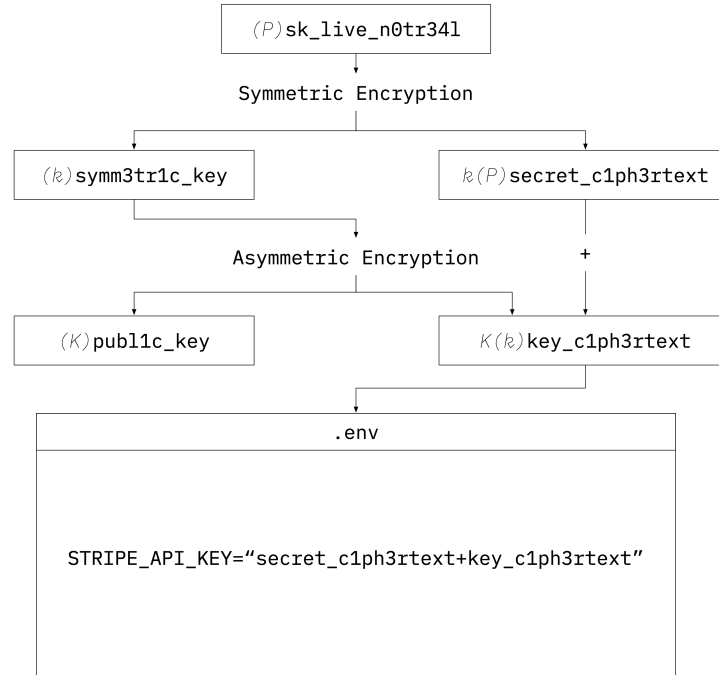 (P)sk_live_n0tr34l
Symmetric Encryption
(k)symm3tr1c_key
k(P)secret_c1ph3rtext
Asymmetric Encryption
+
(K)publ1c_key
K(k)key_c1ph3rtext
.env
STRIPE_API_KEY=“secret_c1ph3rtext+key_c1ph3rtext”